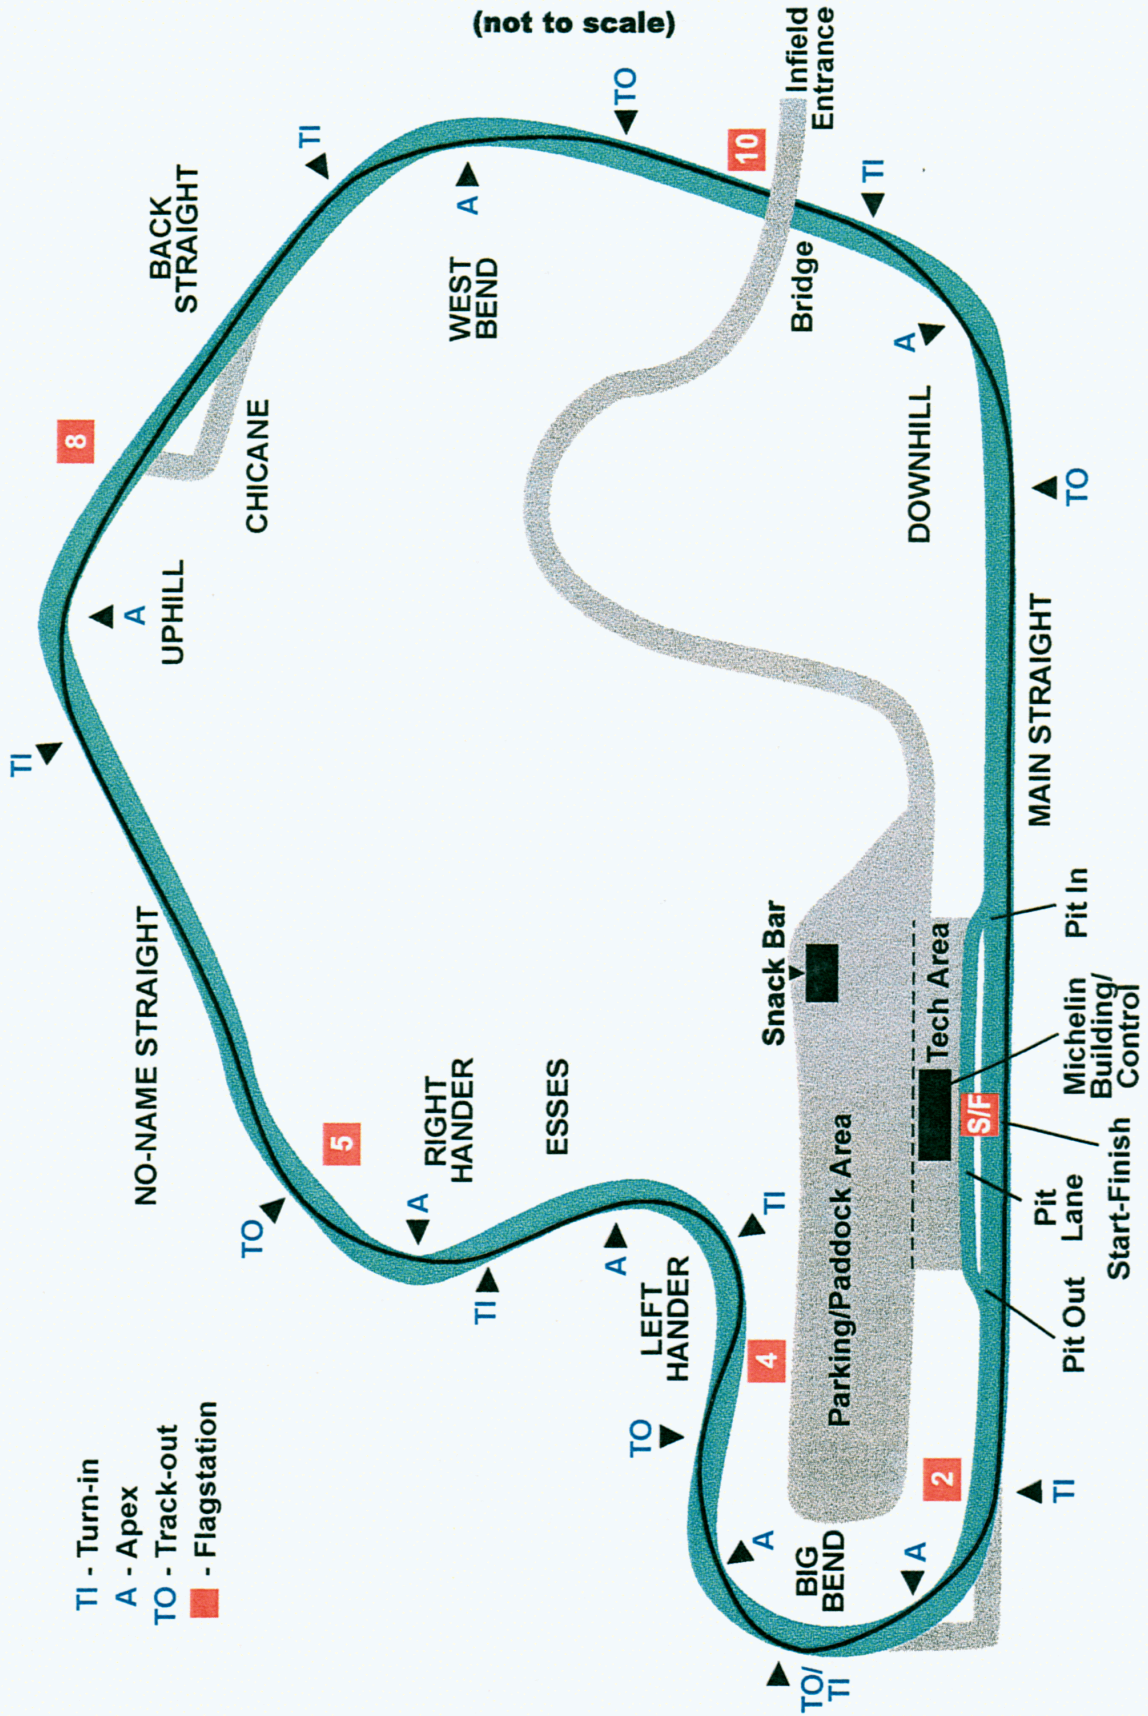 (not to scale)
TI - Turn-in
A - Apex
TO - Track-out
- Flagstation
NO-NAME STRAIGHT
TI
UPHILL
A
8
CHICANE
BACK
STRAIGHT
TI
WEST
BEND
A
TO
10
Infield
Entrance
Bridge
TI
A
DOWNHILL
TO
MAIN STRAIGHT
TO
5
RIGHT
HANDER
A
TI
ESSES
A
LEFT
HANDER
TI
4
TO
A
BIG
BEND
TO/
TI
A
2
TI
Snack Bar
Parking/Paddock Area
Tech Area
S/F
Pit In
Michelin
Building/
Control
Start-Finish
Pit
Lane
Pit Out